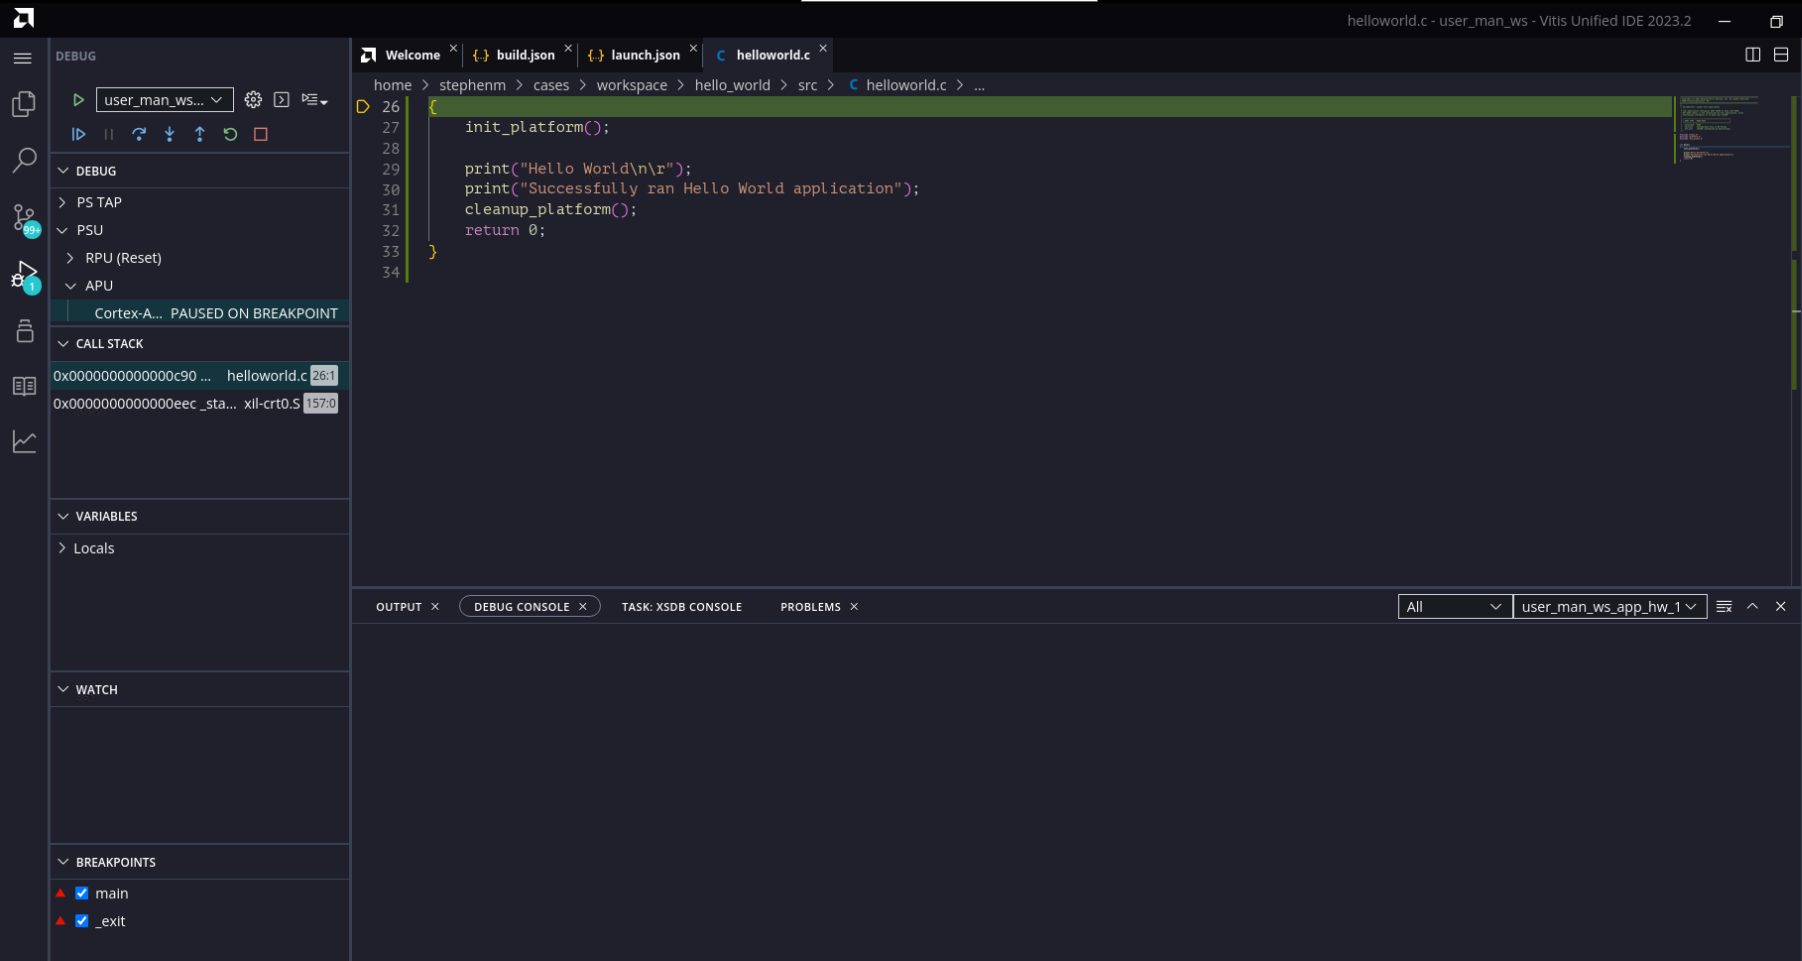 helloworld.c - user_man_ws - Vitis Unified IDE 2023.2
DEBUG
Welcome
build.json
launch.json
C helloworld.c
user_man_ws...
home > stephenm > cases > workspace > hello_world > src > C helloworld.c > ...
26 {
27 init_platform();
28
29 print("Hello World\n\r");
30 print("Successfully ran Hello World application");
31 cleanup_platform();
32 return 0;
33 }
34
99+
1
DEBUG
PS TAP
PSU
RPU (Reset)
APU
Cortex-A... PAUSED ON BREAKPOINT
CALL STACK
0x0000000000000c90 ... helloworld.c 26:1
0x0000000000000eec _sta... xil-crt0.S 157:0
VARIABLES
Locals
WATCH
BREAKPOINTS
main
_exit
OUTPUT
DEBUG CONSOLE
TASK: XSDB CONSOLE
PROBLEMS
All
user_man_ws_app_hw_1